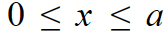 0 ≤ x ≤ a